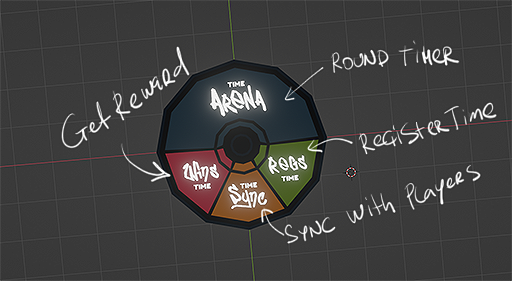 ROUND TIMER
Get Reward
TIME
ARENA
RegisterTime
Wins
TIME
TIME
Sync
Regs
TIME
SYNC WITH PLAYERS